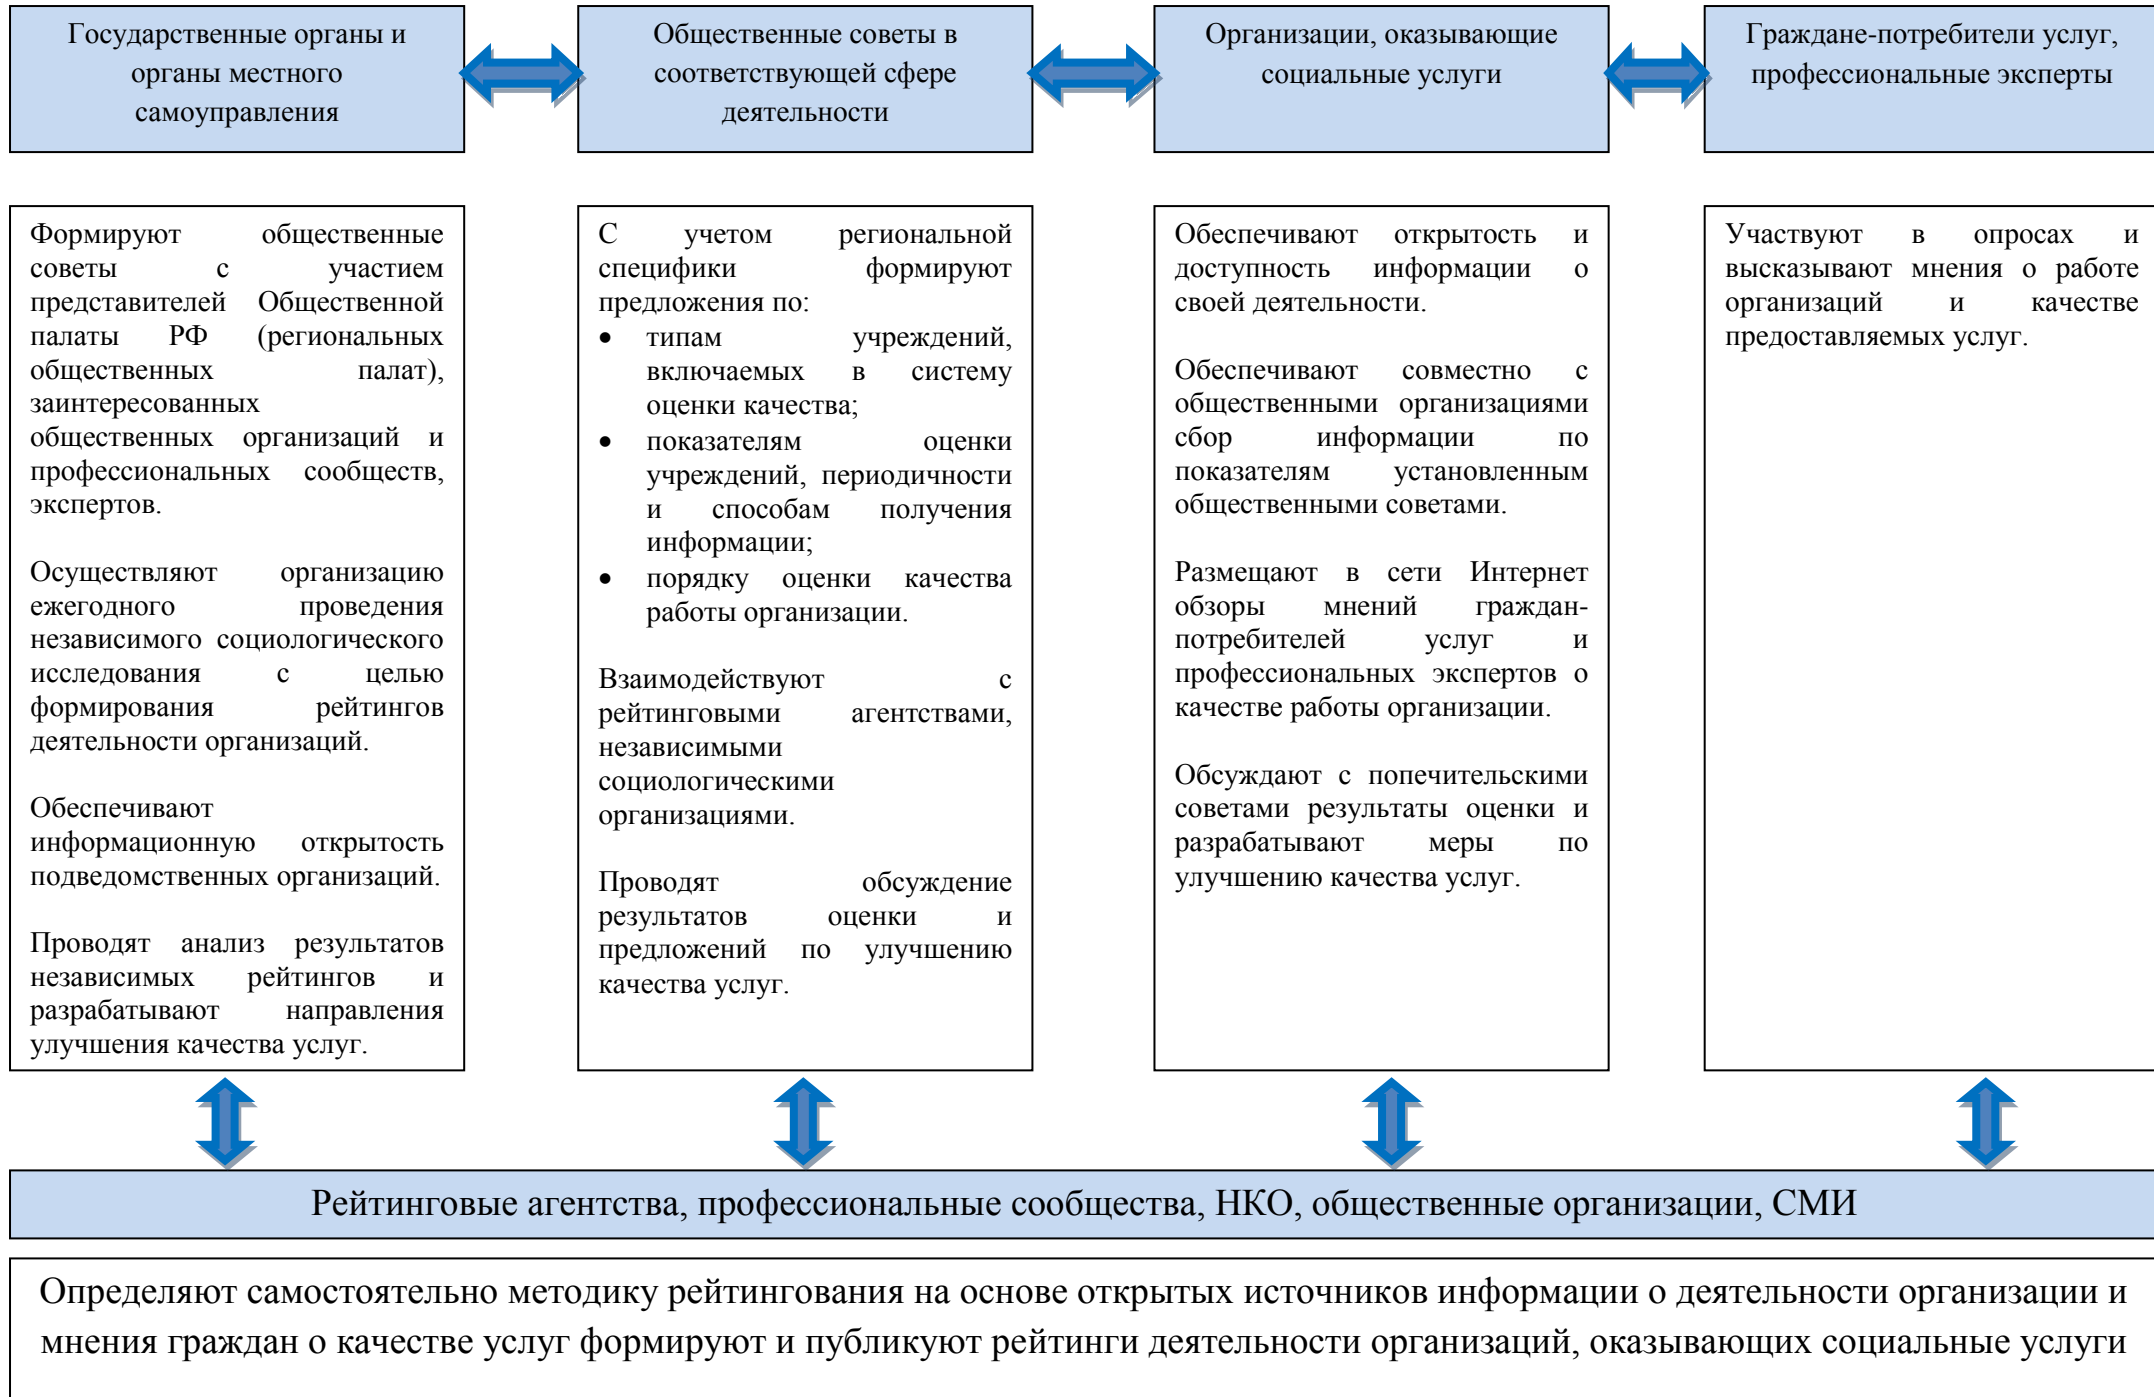 Государственные органы и
органы местного
самоуправления
Общественные советы в
соответствующей сфере
деятельности
Организации, оказывающие
социальные услуги
Граждане-потребители услуг,
профессиональные эксперты
Формируют общественные
советы с участием
представителей Общественной
палаты РФ (региональных
общественных палат),
заинтересованных
общественных организаций и
профессиональных сообществ,
экспертов.
Осуществляют организацию
ежегодного проведения
независимого социологического
исследования с целью
формирования рейтингов
деятельности организаций.
Обеспечивают
информационную открытость
подведомственных организаций.
Проводят анализ результатов
независимых рейтингов и
разрабатывают направления
улучшения качества услуг.
С учетом региональной
специфики формируют
предложения по:
• типам учреждений,
включаемых в систему
оценки качества;
• показателям оценки
учреждений, периодичности
и способам получения
информации;
• порядку оценки качества
работы организации.
Взаимодействуют с
рейтинговыми агентствами,
независимыми
социологическими
организациями.
Проводят обсуждение
результатов оценки и
предложений по улучшению
качества услуг.
Обеспечивают открытость и
доступность информации о
своей деятельности.
Обеспечивают совместно с
общественными организациями
сбор информации по
показателям установленным
общественными советами.
Размещают в сети Интернет
обзоры мнений граждан-
потребителей услуг и
профессиональных экспертов о
качестве работы организации.
Обсуждают с попечительскими
советами результаты оценки и
разрабатывают меры по
улучшению качества услуг.
Участвуют в опросах и
высказывают мнения о работе
организаций и качестве
предоставляемых услуг.
Рейтинговые агентства, профессиональные сообщества, НКО, общественные организации, СМИ
Определяют самостоятельно методику рейтингования на основе открытых источников информации о деятельности организации и
мнения граждан о качестве услуг формируют и публикуют рейтинги деятельности организаций, оказывающих социальные услуги